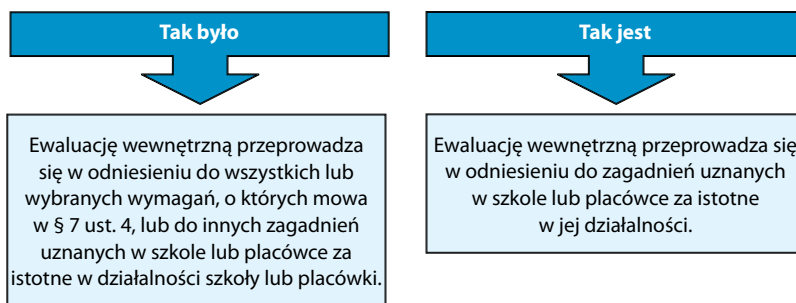 Tak było
Ewaluację wewnętrzną przeprowadza
się w odniesieniu do wszystkich lub
wybranych wymagań, o których mowa
w § 7 ust. 4, lub do innych zagadnień
uznanych w szkole lub placówce za
istotne w działalności szkoły lub placówki.
Tak jest
Ewaluację wewnętrzną przeprowadza się
w odniesieniu do zagadnień uznanych
w szkole lub placówce za istotne
w jej działalności.